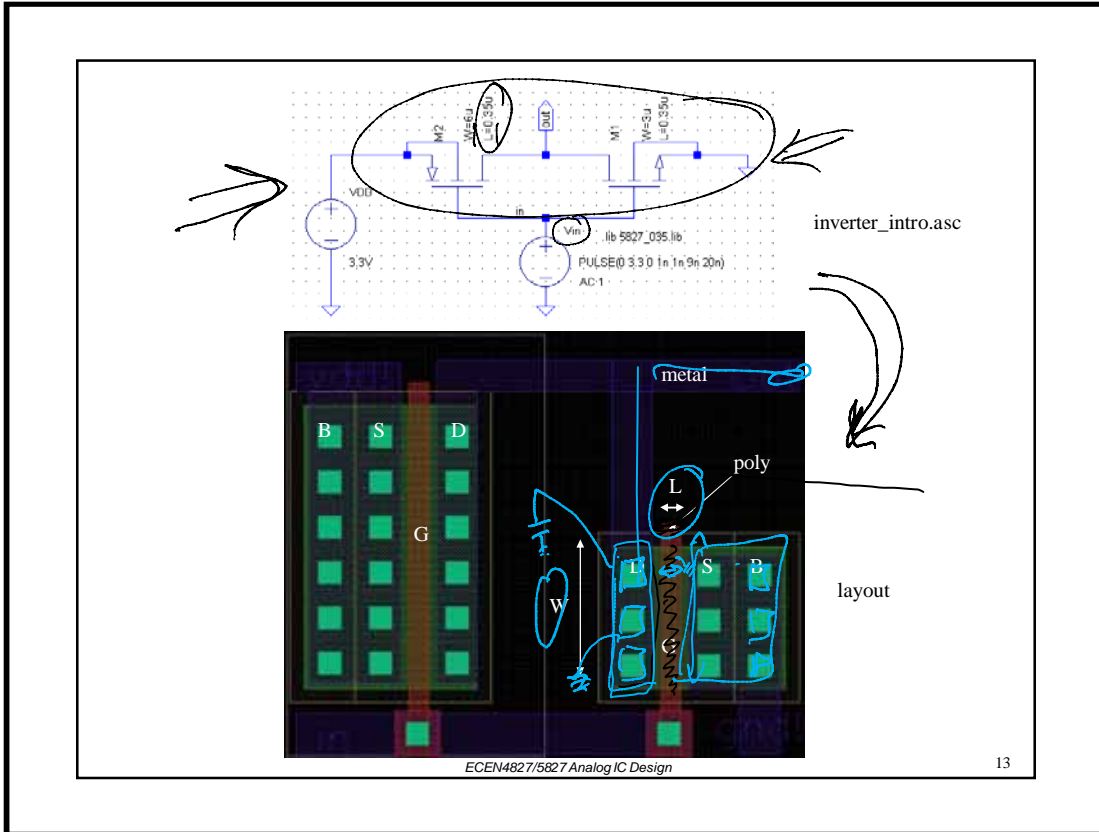 M2
W=6u
L=0.35u
out
M1
W=3u
L=0.35u
VDD
3.3V
in
Vin
.lib 5827_035.lib
PULSE(0 3.3 0 1n 1n 9n 20n)
AC 1
inverter_intro.asc
metal
B
S
D
L
poly
G
S
B
W
G
layout
in
ECEN4827/5827 Analog IC Design
13